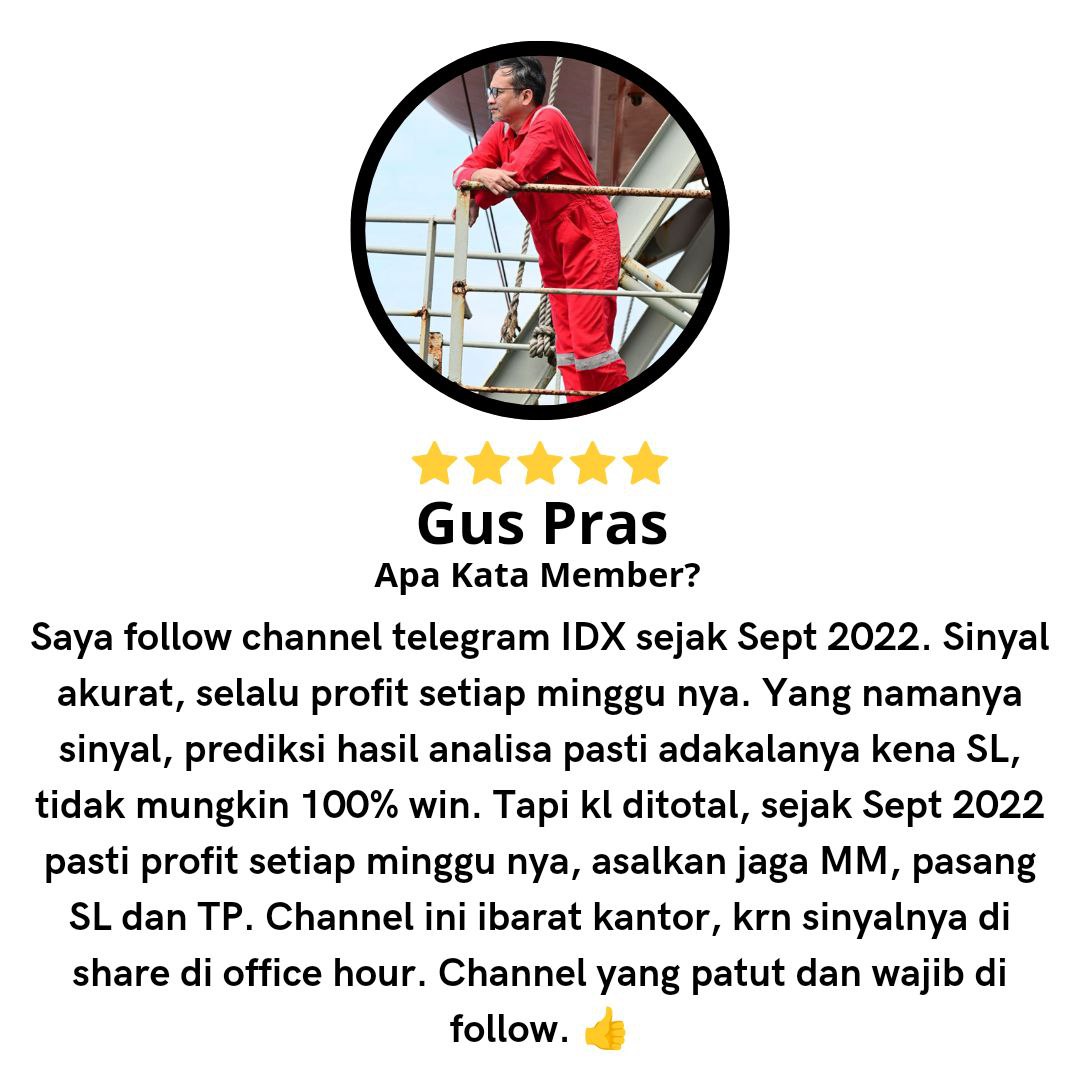 Gus Pras
Apa Kata Member?
Saya follow channel telegram IDX sejak Sept 2022. Sinyal
akurat, selalu profit setiap minggu nya. Yang namanya
sinyal, prediksi hasil analisa pasti adakalanya kena SL,
tidak mungkin 100% win. Tapi kl ditotal, sejak Sept 2022
pasti profit setiap minggu nya, asalkan jaga MM, pasang
SL dan TP. Channel ini ibarat kantor, krn sinyalnya di
share di office hour. Channel yang patut dan wajib di
follow. 👍